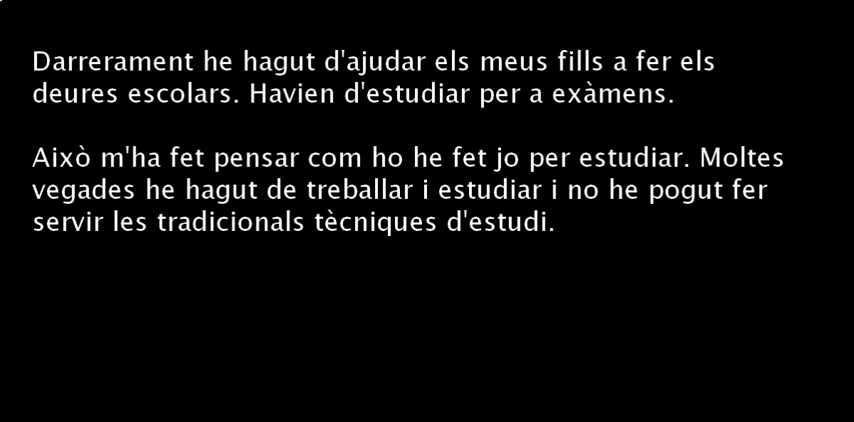 Darrerament he hagut d'ajudar els meus fills a fer els
deures escolars. Havien d'estudiar per a exàmens.
Això m'ha fet pensar com ho he fet jo per estudiar. Moltes
vegades he hagut de treballar i estudiar i no he pogut fer
servir les tradicionals tècniques d'estudi.